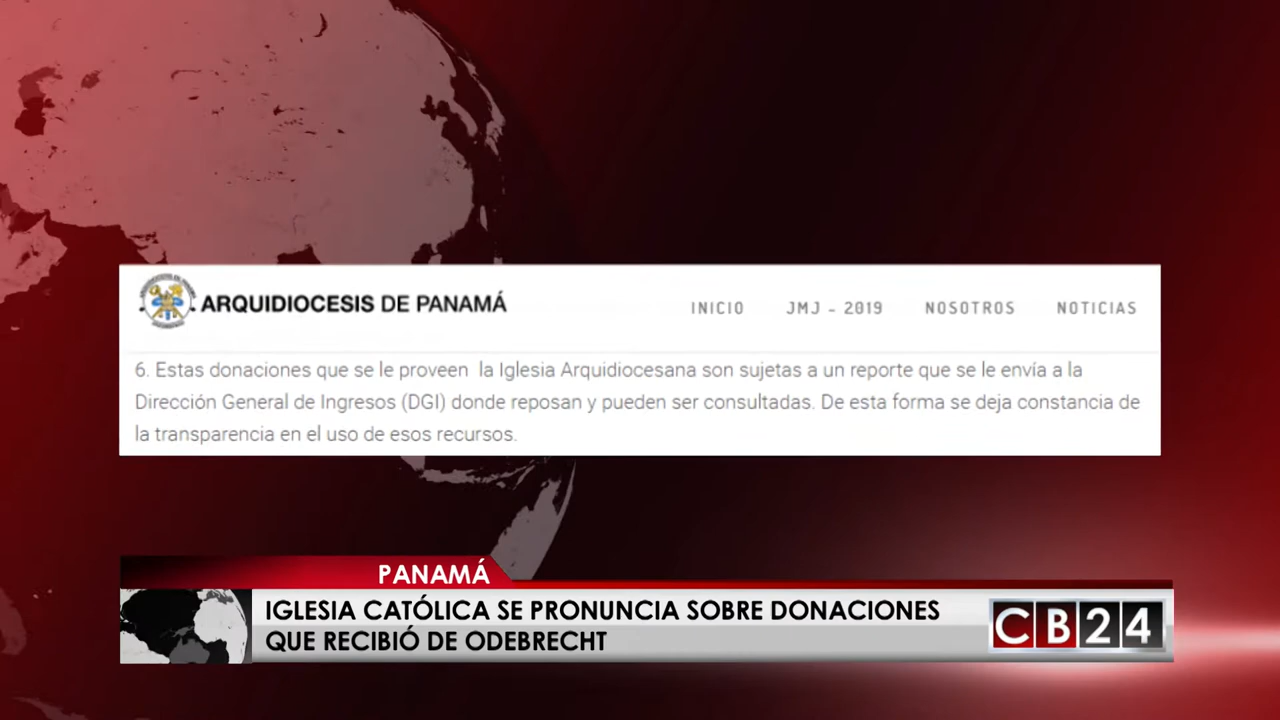 ARQUIDIOCESIS DE PANAMÁ
INICIO JMJ - 2019 NOSOTROS NOTICIAS
6. Estas donaciones que se le proveen la Iglesia Arquidiocesana son sujetas a un reporte que se le envía a la
Dirección General de Ingresos (DGI) donde reposan y pueden ser consultadas. De esta forma se deja constancia de
la transparencia en el uso de esos recursos.
PANAMÁ
IGLESIA CATÓLICA SE PRONUNCIA SOBRE DONACIONES
QUE RECIBIÓ DE ODEBRECHT
CB24